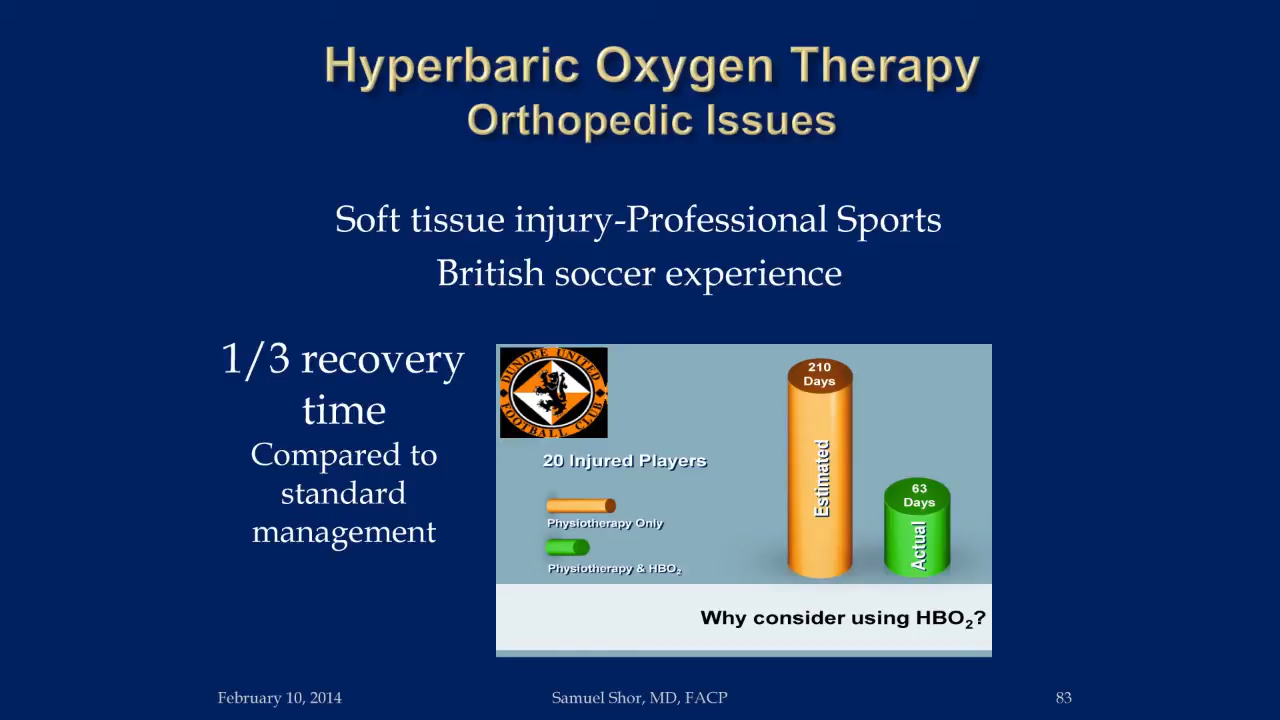 Hyperbaric Oxygen Therapy
Orthopedic Issues
Soft tissue injury-Professional Sports
British soccer experience
1/3 recovery
time
Compared to
standard
management
DUNDEE UNITED
FOOTBALL CLUB
20 Injured Players
Physiotherapy Only
Physiotherapy & HBO₂
210
Days
Estimated
63
Days
Actual
Why consider using HBO₂?
February 10, 2014
Samuel Shor, MD, FACP
83